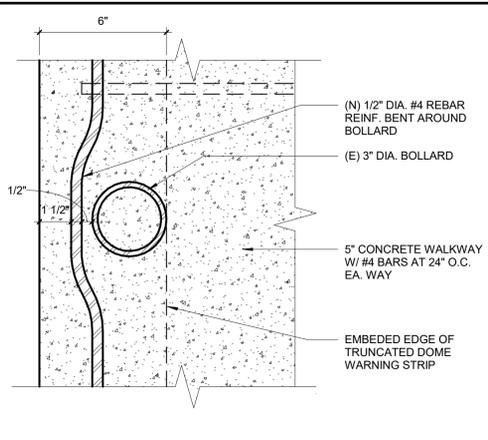 6"
(N) 1/2" DIA. #4 REBAR
REINF. BENT AROUND
BOLLARD
(E) 3" DIA. BOLLARD
1/2"
1 1/2"
5" CONCRETE WALKWAY
W/ #4 BARS AT 24" O.C.
EA. WAY
EMBEDED EDGE OF
TRUNCATED DOME
WARNING STRIP